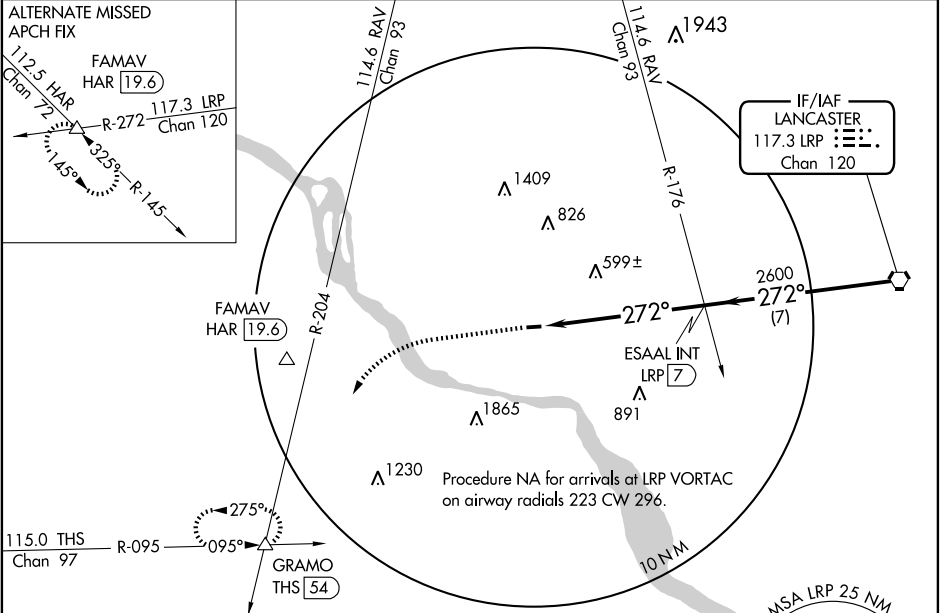 ALTERNATE MISSED
APCH FIX
FAMAV
HAR 19.6
112.5 HAR
Chan 72
R-272
117.3 LRP
Chan 120
145°
325°
R-145
114.6 RAV
Chan 93
114.6 RAV
Chan 93
1943
IF/IAF
LANCASTER
117.3 LRP
Chan 120
R-176
1409
826
599±
2600
272°
272°
(7)
FAMAV
HAR 19.6
R-204
ESAAL INT
LRP 7
891
1865
1230
Procedure NA for arrivals at LRP VORTAC
on airway radials 223 CW 296.
275°
115.0 THS
Chan 97
R-095
095°
GRAMO
THS 54
10 NM
MSA LRP 25 NM